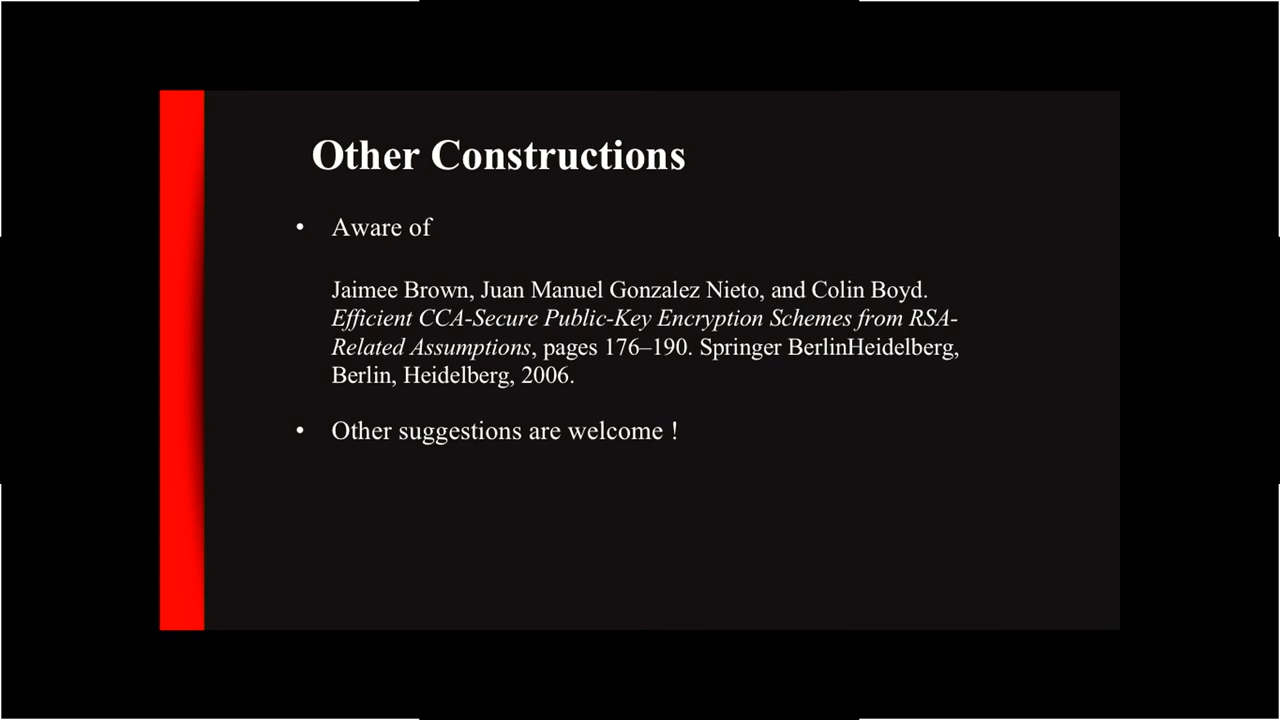 Other Constructions
• Aware of
Jaimee Brown, Juan Manuel Gonzalez Nieto, and Colin Boyd.
Efficient CCA-Secure Public-Key Encryption Schemes from RSA-
Related Assumptions, pages 176–190. Springer BerlinHeidelberg,
Berlin, Heidelberg, 2006.
• Other suggestions are welcome !